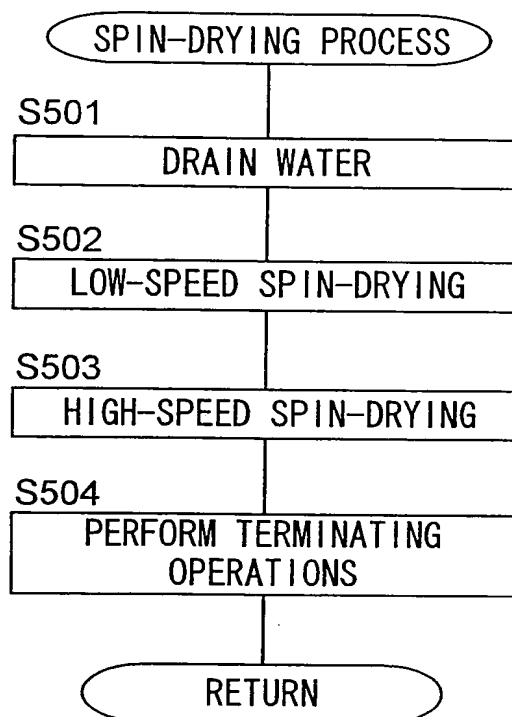 SPIN-DRYING PROCESS
S501
DRAIN WATER
S502
LOW-SPEED SPIN-DRYING
S503
HIGH-SPEED SPIN-DRYING
S504
PERFORM TERMINATING
OPERATIONS
RETURN